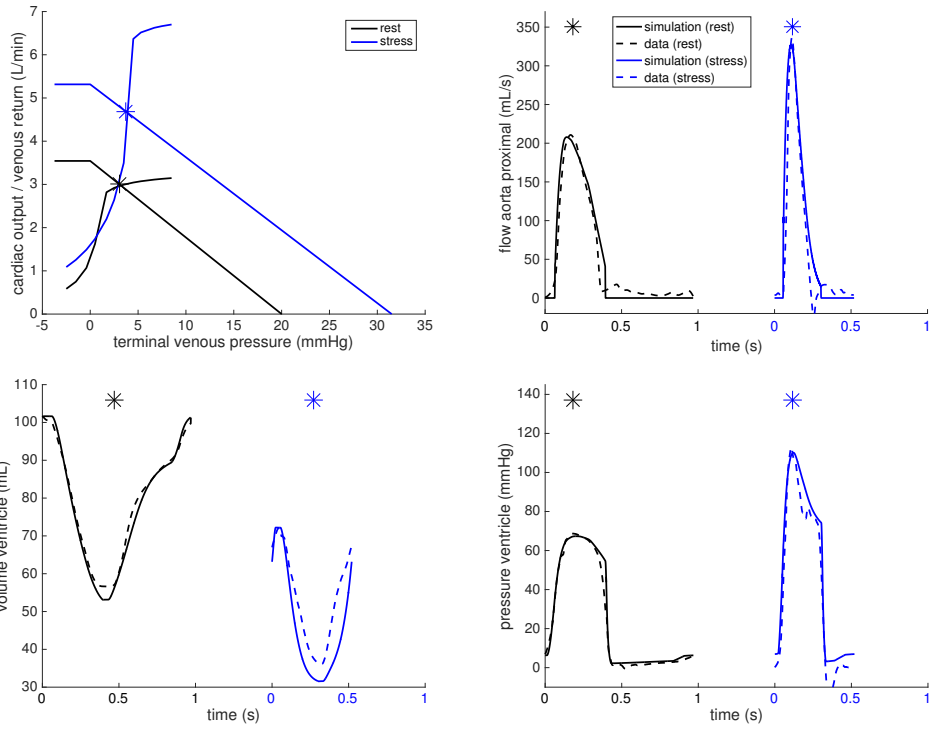 cardiac output / venous return (L/min)
7
6
5
4
3
2
1
0
-5 0 5 10 15 20 25 30 35
terminal venous pressure (mmHg)
rest
stress
flow aorta proximal (mL/s)
350
300
250
200
150
100
50
0
0 0.5 1 0 0.5 1
time (s)
simulation (rest)
data (rest)
simulation (stress)
data (stress)
volume ventricle (mL)
110
100
90
80
70
60
50
40
30
0 0.5 1 0 0.5 1
time (s)
pressure ventricle (mmHg)
140
120
100
80
60
40
20
0
0 0.5 1 0 0.5 1
time (s)